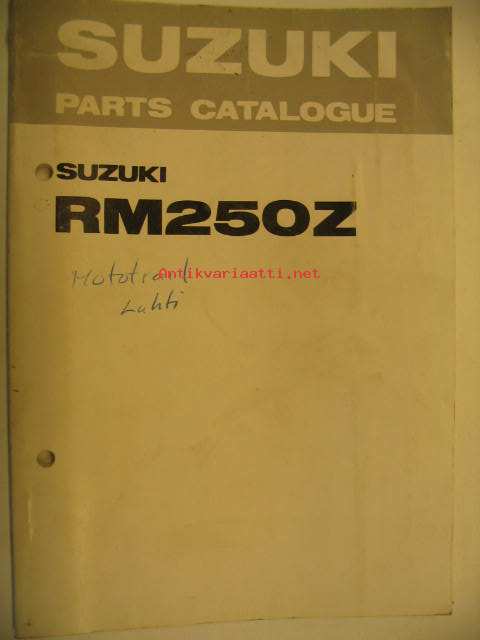 SUZUKI
PARTS CATALOGUE
SUZUKI
RM250Z
Antikvariaatti.net
Lahti